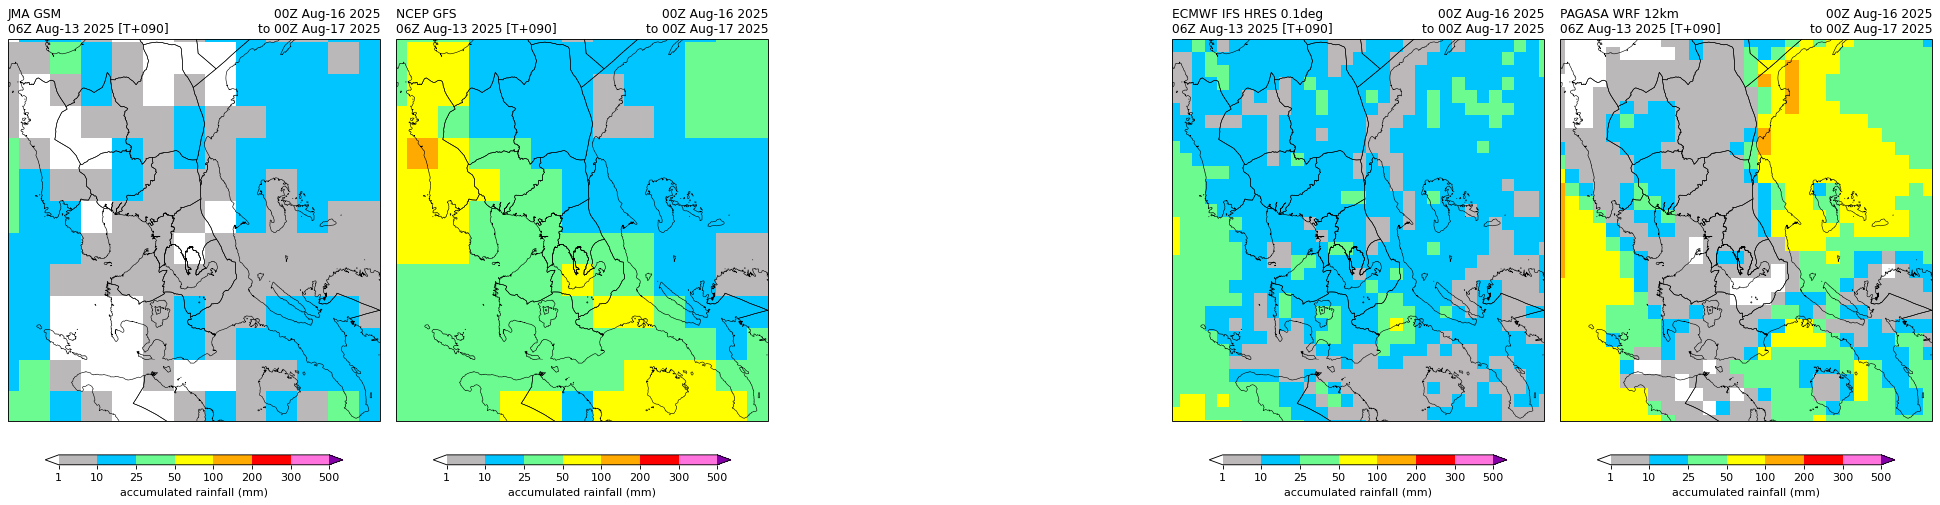 JMA GSM 00Z Aug-16 2025
06Z Aug-13 2025 [T+090] to 00Z Aug-17 2025
1 10 25 50 100 200 300 500
accumulated rainfall (mm)
NCEP GFS 00Z Aug-16 2025
06Z Aug-13 2025 [T+090] to 00Z Aug-17 2025
1 10 25 50 100 200 300 500
accumulated rainfall (mm)
ECMWF IFS HRES 0.1deg 00Z Aug-16 2025
06Z Aug-13 2025 [T+090] to 00Z Aug-17 2025
1 10 25 50 100 200 300 500
accumulated rainfall (mm)
PAGASA WRF 12km 00Z Aug-16 2025
06Z Aug-13 2025 [T+090] to 00Z Aug-17 2025
1 10 25 50 100 200 300 500
accumulated rainfall (mm)